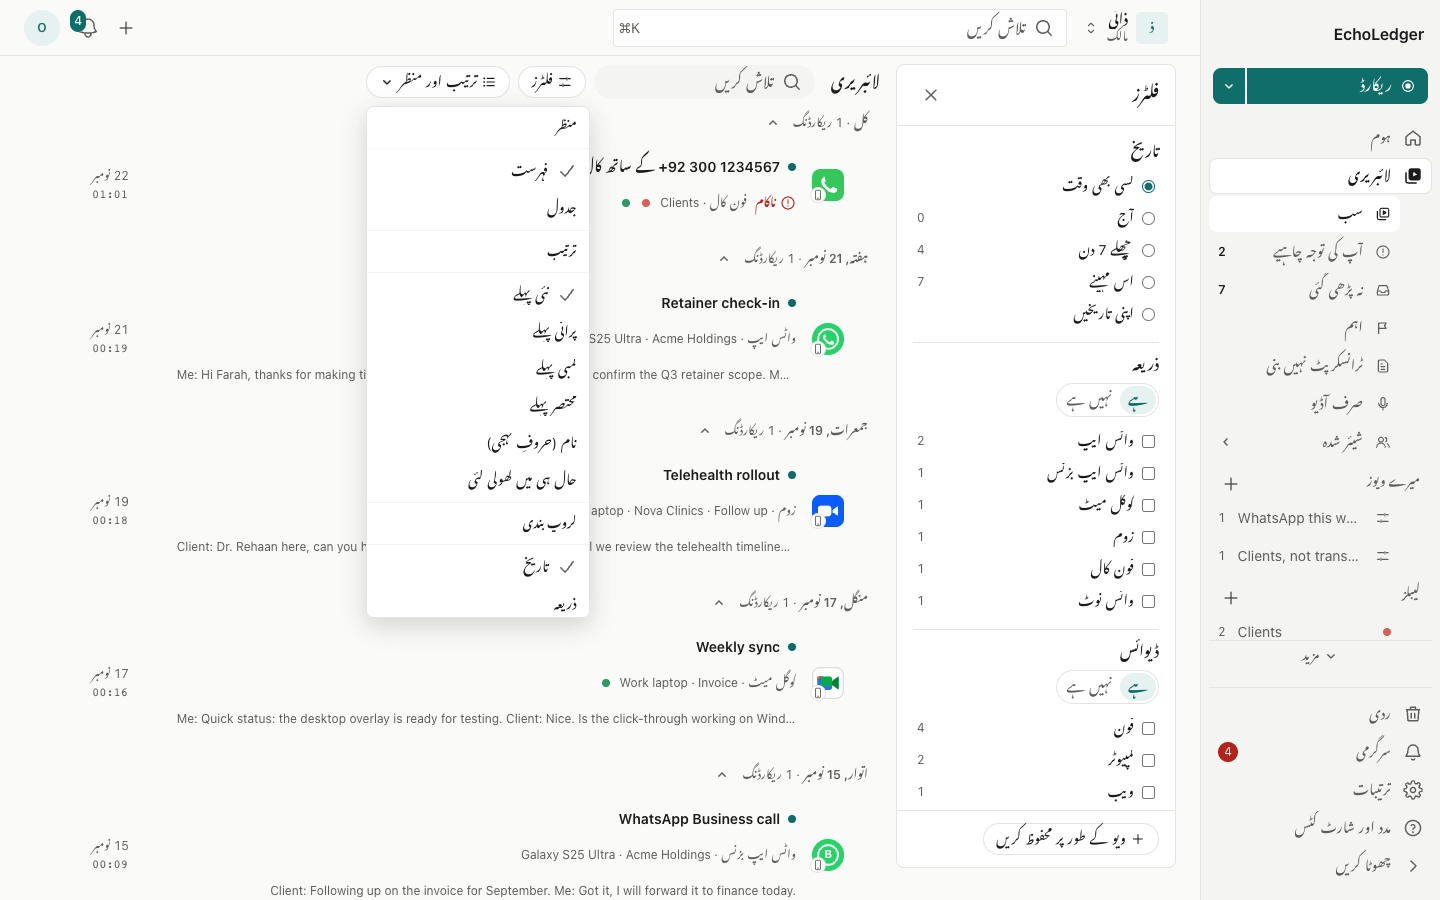 EchoLedger
ریکارڈ
ہوم
لائبریری
سب
آپ کی توجہ چاہیے
2
نہ پڑھی گئی
7
اہم
ٹرانسکرپٹ نہیں بنی
صرف آڈیو
شیئر شدہ
میرے ویوز
WhatsApp this w...
1
Clients, not trans...
1
لیبلز
Clients
2
مزید
ردی
سرگرمی
4
ترتیبات
مدد اور شارٹ کٹس
چھوٹا کریں
ذ
ذاتی
مالک
تلاش کریں
⌘K
4
O
فلٹرز
تاریخ
کسی بھی وقت
آج
0
پچھلے 7 دن
4
اس مہینے
7
اپنی تاریخیں
ذریعہ
ہے
نہیں ہے
واٹس ایپ
2
واٹس ایپ بزنس
1
گوگل میٹ
1
زوم
1
فون کال
1
وائس نوٹ
1
ڈیوائس
ہے
نہیں ہے
فون
4
کمپیوٹر
2
ویب
1
ویو کے طور پر محفوظ کریں
لائبریری
تلاش کریں
فلٹرز
ترتیب اور منظر
منظر
فہرست
جدول
ترتیب
نئی پہلے
پرانی پہلے
لمبی پہلے
مختصر پہلے
نام (حروفِ تہجی)
حال ہی میں کھولی گئی
گروپ بندی
تاریخ
ذریعہ
کل · 1 ریکارڈنگ
+92 300 1234567 کے ساتھ کال
ناکام
فون کال · Clients
22 نومبر
01:01
ہفتہ, 21 نومبر · 1 ریکارڈنگ
Retainer check-in
واٹس ایپ · S25 Ultra · Acme Holdings
Me: Hi Farah, thanks for making ti
confirm the Q3 retainer scope. M...
21 نومبر
00:19
جمعرات, 19 نومبر · 1 ریکارڈنگ
Telehealth rollout
زوم · aptop · Nova Clinics · Follow up
Client: Dr. Rehaan here, can you h
l we review the telehealth timeline...
19 نومبر
00:18
منگل, 17 نومبر · 1 ریکارڈنگ
Weekly sync
گوگل میٹ · Work laptop · Invoice
Me: Quick status: the desktop overlay is ready for testing. Client: Nice. Is the click-through working on Wind...
17 نومبر
00:16
اتوار, 15 نومبر · 1 ریکارڈنگ
WhatsApp Business call
واٹس ایپ بزنس · Galaxy S25 Ultra · Acme Holdings
Client: Following up on the invoice for September. Me: Got it, I will forward it to finance today.
15 نومبر
00:09